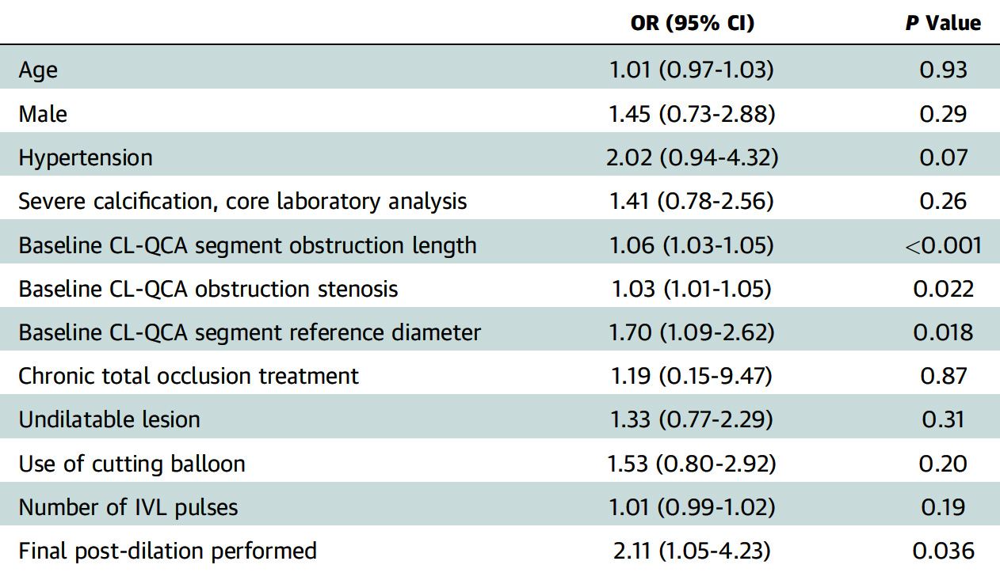 OR (95% CI) P Value
Age 1.01 (0.97-1.03) 0.93
Male 1.45 (0.73-2.88) 0.29
Hypertension 2.02 (0.94-4.32) 0.07
Severe calcification, core laboratory analysis 1.41 (0.78-2.56) 0.26
Baseline CL-QCA segment obstruction length 1.06 (1.03-1.05) <0.001
Baseline CL-QCA obstruction stenosis 1.03 (1.01-1.05) 0.022
Baseline CL-QCA segment reference diameter 1.70 (1.09-2.62) 0.018
Chronic total occlusion treatment 1.19 (0.15-9.47) 0.87
Undilatable lesion 1.33 (0.77-2.29) 0.31
Use of cutting balloon 1.53 (0.80-2.92) 0.20
Number of IVL pulses 1.01 (0.99-1.02) 0.19
Final post-dilation performed 2.11 (1.05-4.23) 0.036